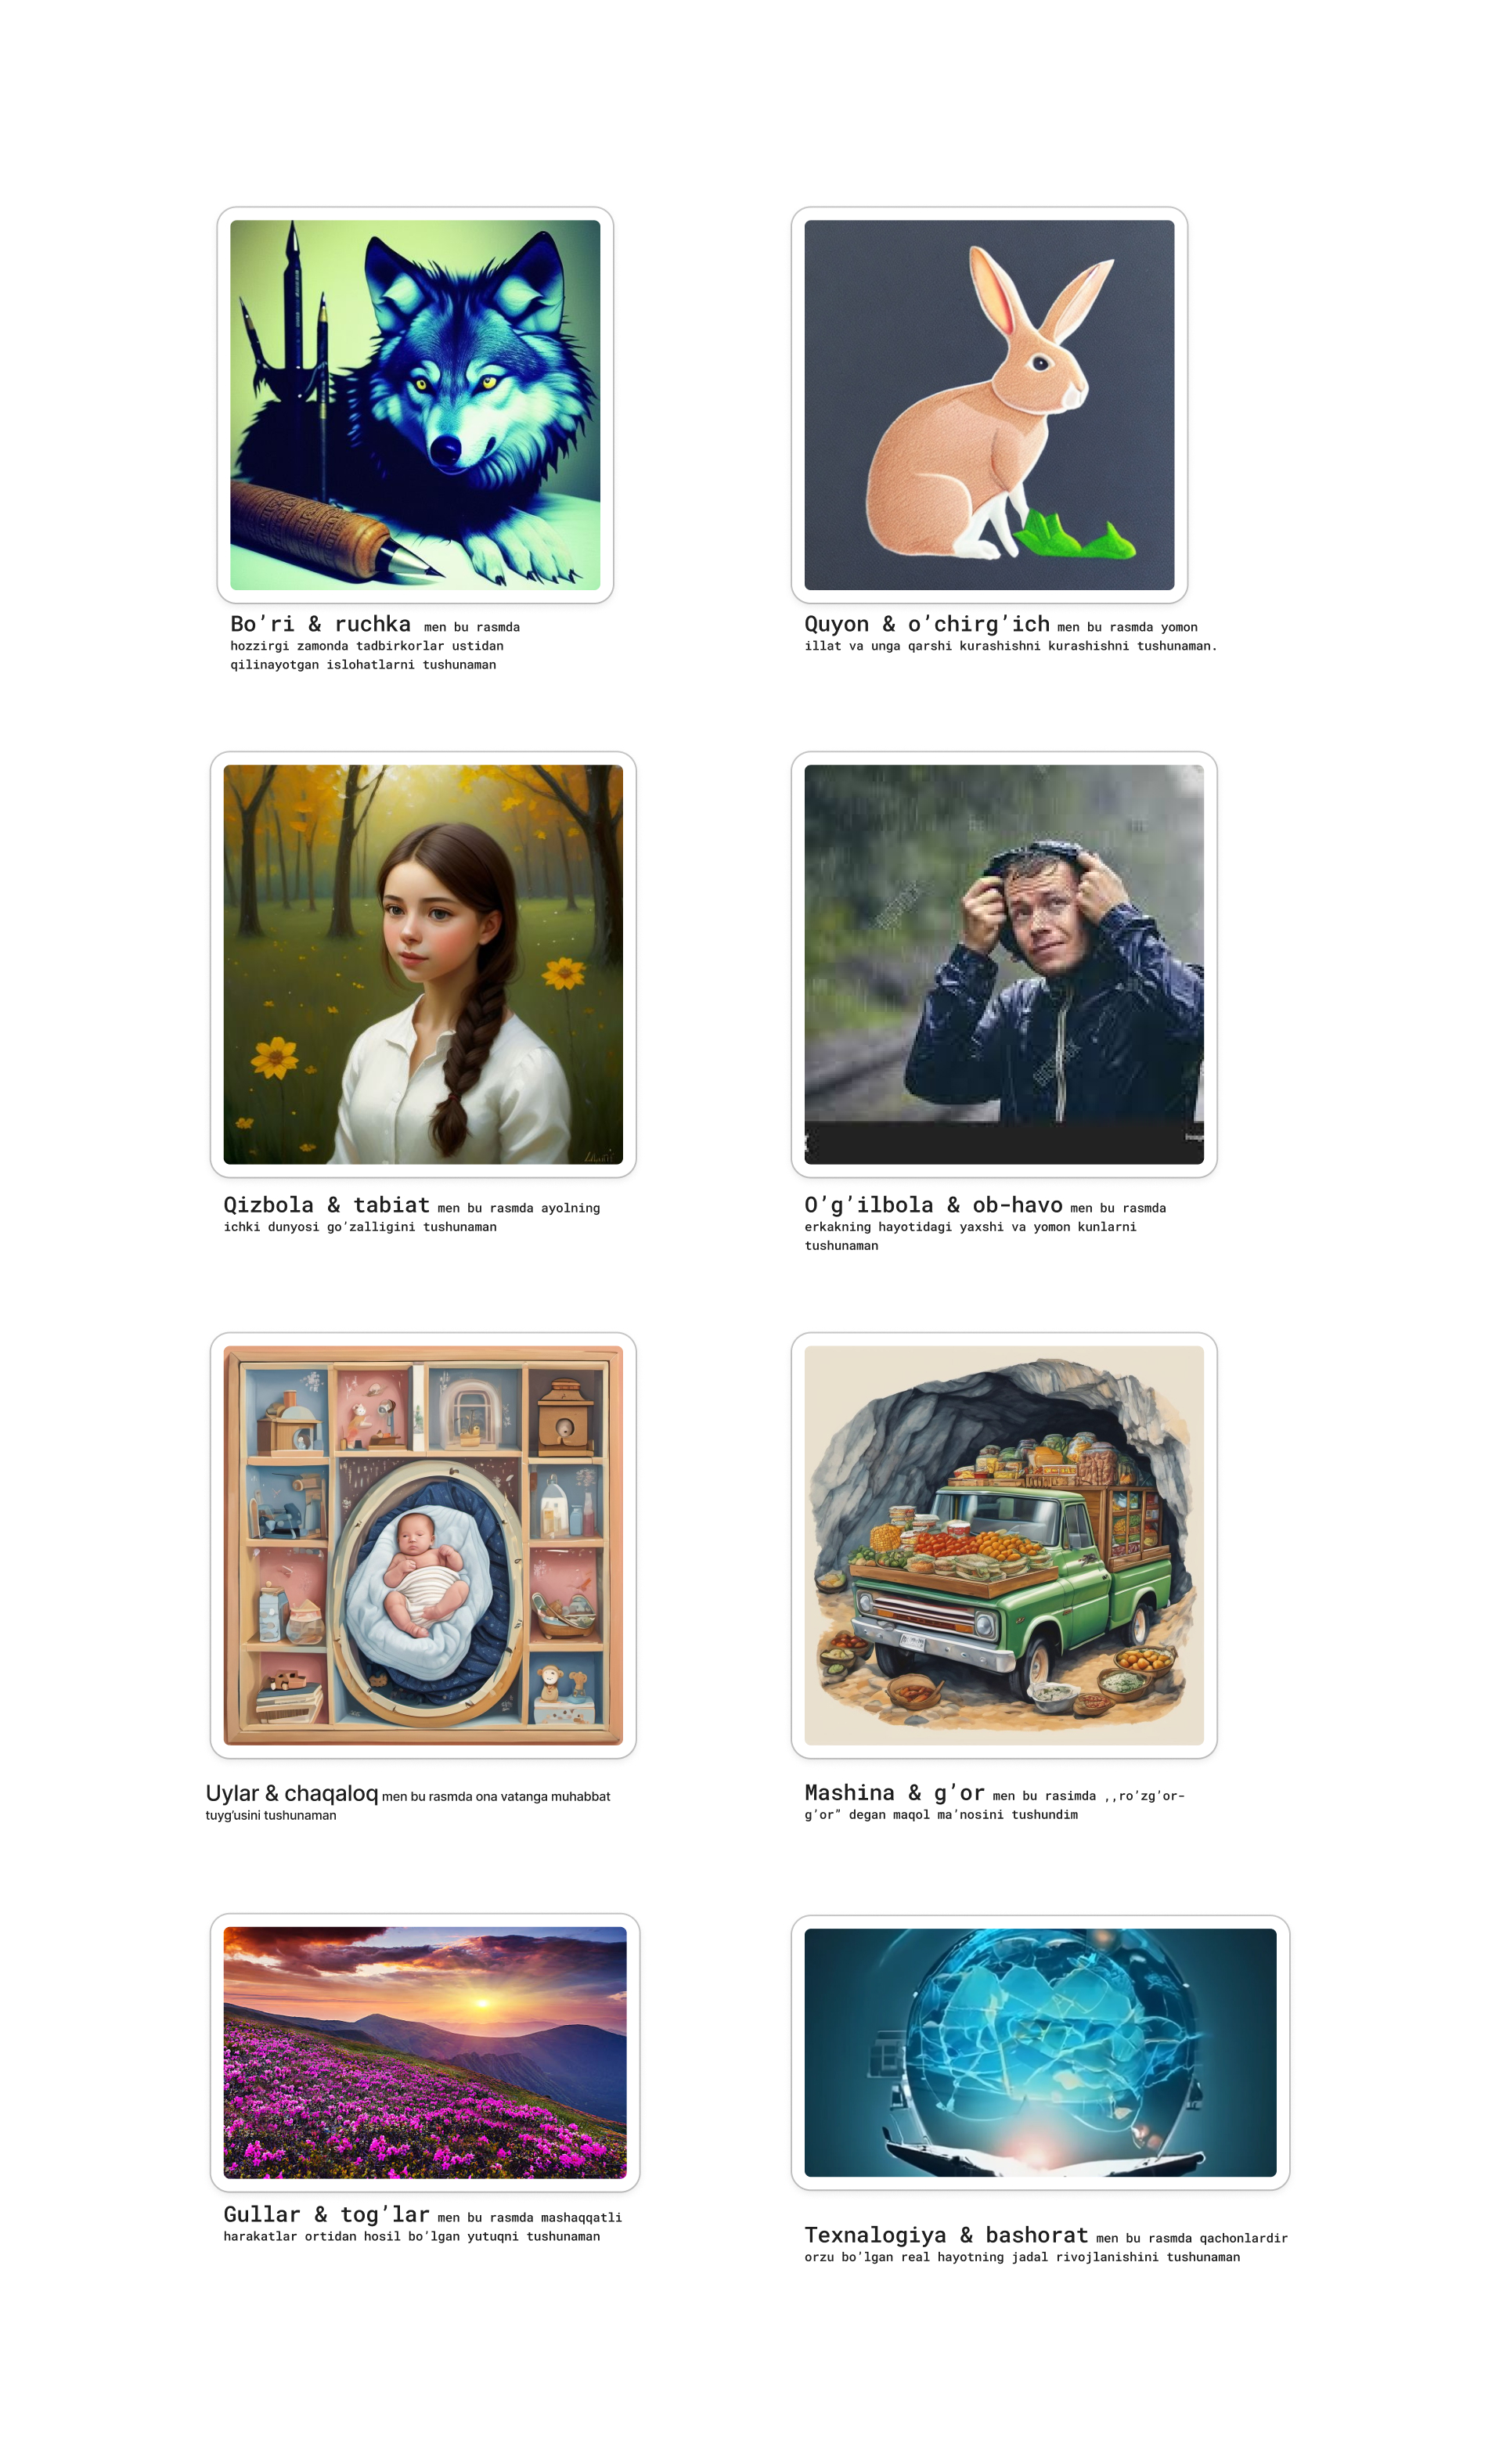 Bo’ri & ruchka men bu rasmda
hozzirgi zamonda tadbirkorlar ustidan
qilinayotgan islohatlarni tushunaman
Quyon & o’chirg’ich men bu rasmda yomon
illat va unga qarshi kurashishni kurashishni tushunaman.
Qizbola & tabiat men bu rasmda ayolning
ichki dunyosi go’zalligini tushunaman
O’g’ilbola & ob-havo men bu rasmda
erkakning hayotidagi yaxshi va yomon kunlarni
tushunaman
Uylar & chaqaloq men bu rasmda ona vatanga muhabbat
tuyg’usini tushunaman
Mashina & g’or men bu rasimda ,,ro’zg’or-
g’or” degan maqol ma’nosini tushundim
Gullar & tog’lar men bu rasmda mashaqqatli
harakatlar ortidan hosil bo’lgan yutuqni tushunaman
Texnalogiya & bashorat men bu rasmda qachonlardir
orzu bo'lgan real hayotning jadal rivojlanishini tushunaman